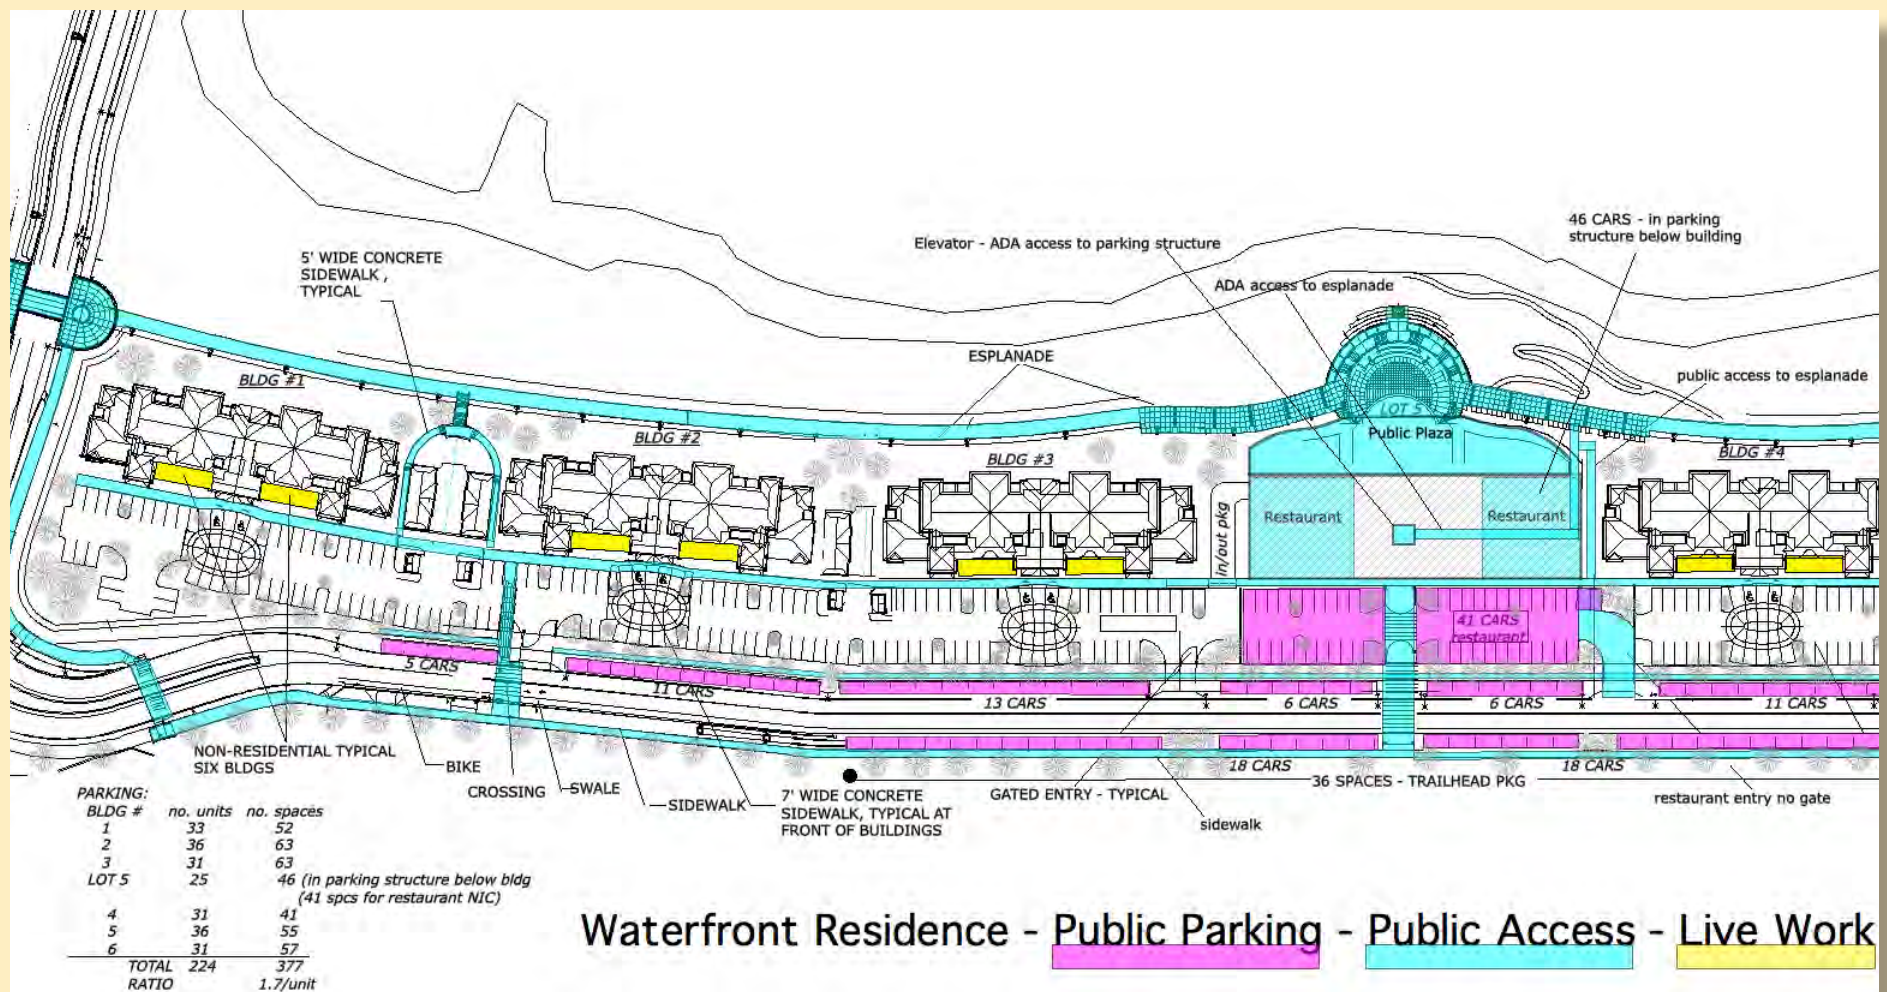 46 CARS - in parking
structure below building
Elevator - ADA access to parking structure
5' WIDE CONCRETE
SIDEWALK ,
TYPICAL
ADA access to esplanade
ESPLANADE
public access to esplanade
BLDG #1
BLDG #2
BLDG #3
LOT 5
Public Plaza
BLDG #4
in/out pkg
Restaurant
Restaurant
41 CARS
restaurant
5 CARS
11 CARS
13 CARS
6 CARS
6 CARS
11 CARS
NON-RESIDENTIAL TYPICAL
SIX BLDGS
BIKE
CROSSING
SWALE
SIDEWALK
7' WIDE CONCRETE
SIDEWALK, TYPICAL AT
FRONT OF BUILDINGS
GATED ENTRY - TYPICAL
sidewalk
18 CARS
36 SPACES - TRAILHEAD PKG
18 CARS
restaurant entry no gate
PARKING:
BLDG # no. units no. spaces
1 33 52
2 36 63
3 31 63
LOT 5 25 46 (in parking structure below bldg
(41 spcs for restaurant NIC)
4 31 41
5 36 55
6 31 57
TOTAL 224 377
RATIO 1.7/unit
Waterfront Residence - Public Parking - Public Access - Live Work